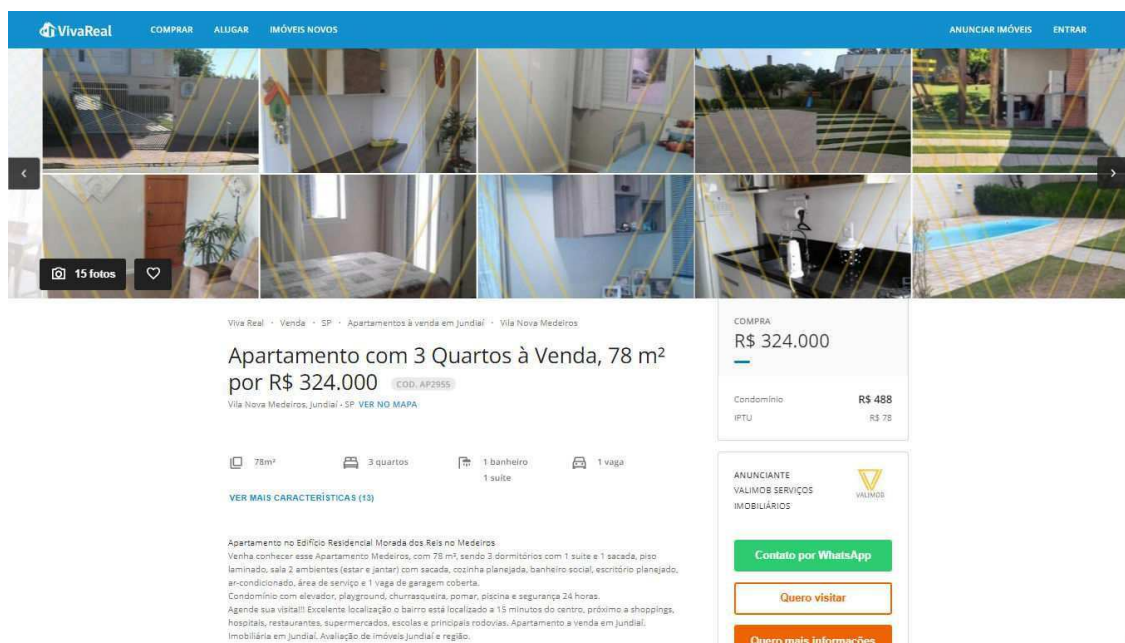 VivaReal COMPRAR ALUGAR IMÓVEIS NOVOS ANUNCIAR IMÓVEIS ENTRAR
15 fotos
Viva Real · Venda · SP · Apartamentos à venda em Jundiaí · Vila Nova Medeiros
Apartamento com 3 Quartos à Venda, 78 m²
por R$ 324.000 COD. AP2955
Vila Nova Medeiros, Jundiaí - SP VER NO MAPA
78m² 3 quartos 1 banheiro 1 vaga
1 suíte
VER MAIS CARACTERÍSTICAS (13)
Apartamento no Edifício Residencial Morada dos Reis no Medeiros
Venha conhecer esse Apartamento Medeiros, com 78 m², sendo 3 dormitórios com 1 suite e 1 sacada, piso
laminado, sala 2 ambientes (estar e jantar) com sacada, cozinha planejada, banheiro social, escritório planejado,
ar-condicionado, área de serviço e 1 vaga de garagem coberta.
Condomínio com elevador, playground, churrasqueira, pomar, piscina e segurança 24 horas.
Agende sua visita!!! Excelente localização o bairro está localizado a 15 minutos do centro, próximo a shoppings,
hospitais, restaurantes, supermercados, escolas e principais rodovias. Apartamento a venda em Jundiaí.
Imobiliária em Jundiaí. Avaliação de imóveis Jundiaí e região.
COMPRA
R$ 324.000
Condomínio R$ 488
IPTU R$ 78
ANUNCIANTE
VALIMOB SERVIÇOS
IMOBILIÁRIOS
VALIMOB
Contato por WhatsApp
Quero visitar
Quero mais informações